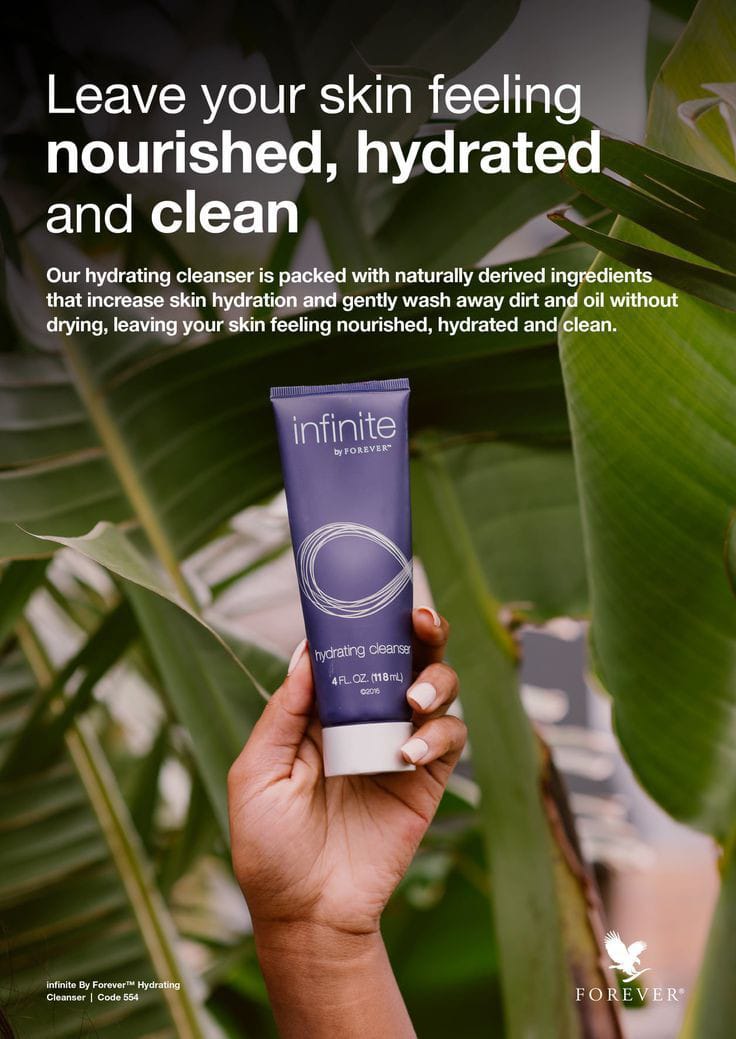 Leave your skin feeling
nourished, hydrated
and clean
Our hydrating cleanser is packed with naturally derived ingredients
that increase skin hydration and gently wash away dirt and oil without
drying, leaving your skin feeling nourished, hydrated and clean.
infinite
by FOREVER™
hydrating cleanser
4 FL. OZ. (118 mL)
©2016
infinite By Forever™ Hydrating
Cleanser | Code 554
FOREVER®